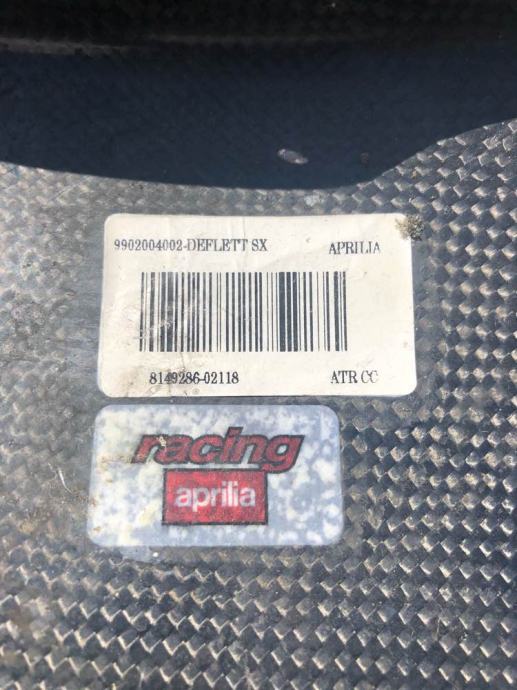 9902004002-DEFLETT SX APRILIA
8149286-02118 ATR CC
racing
aprilia